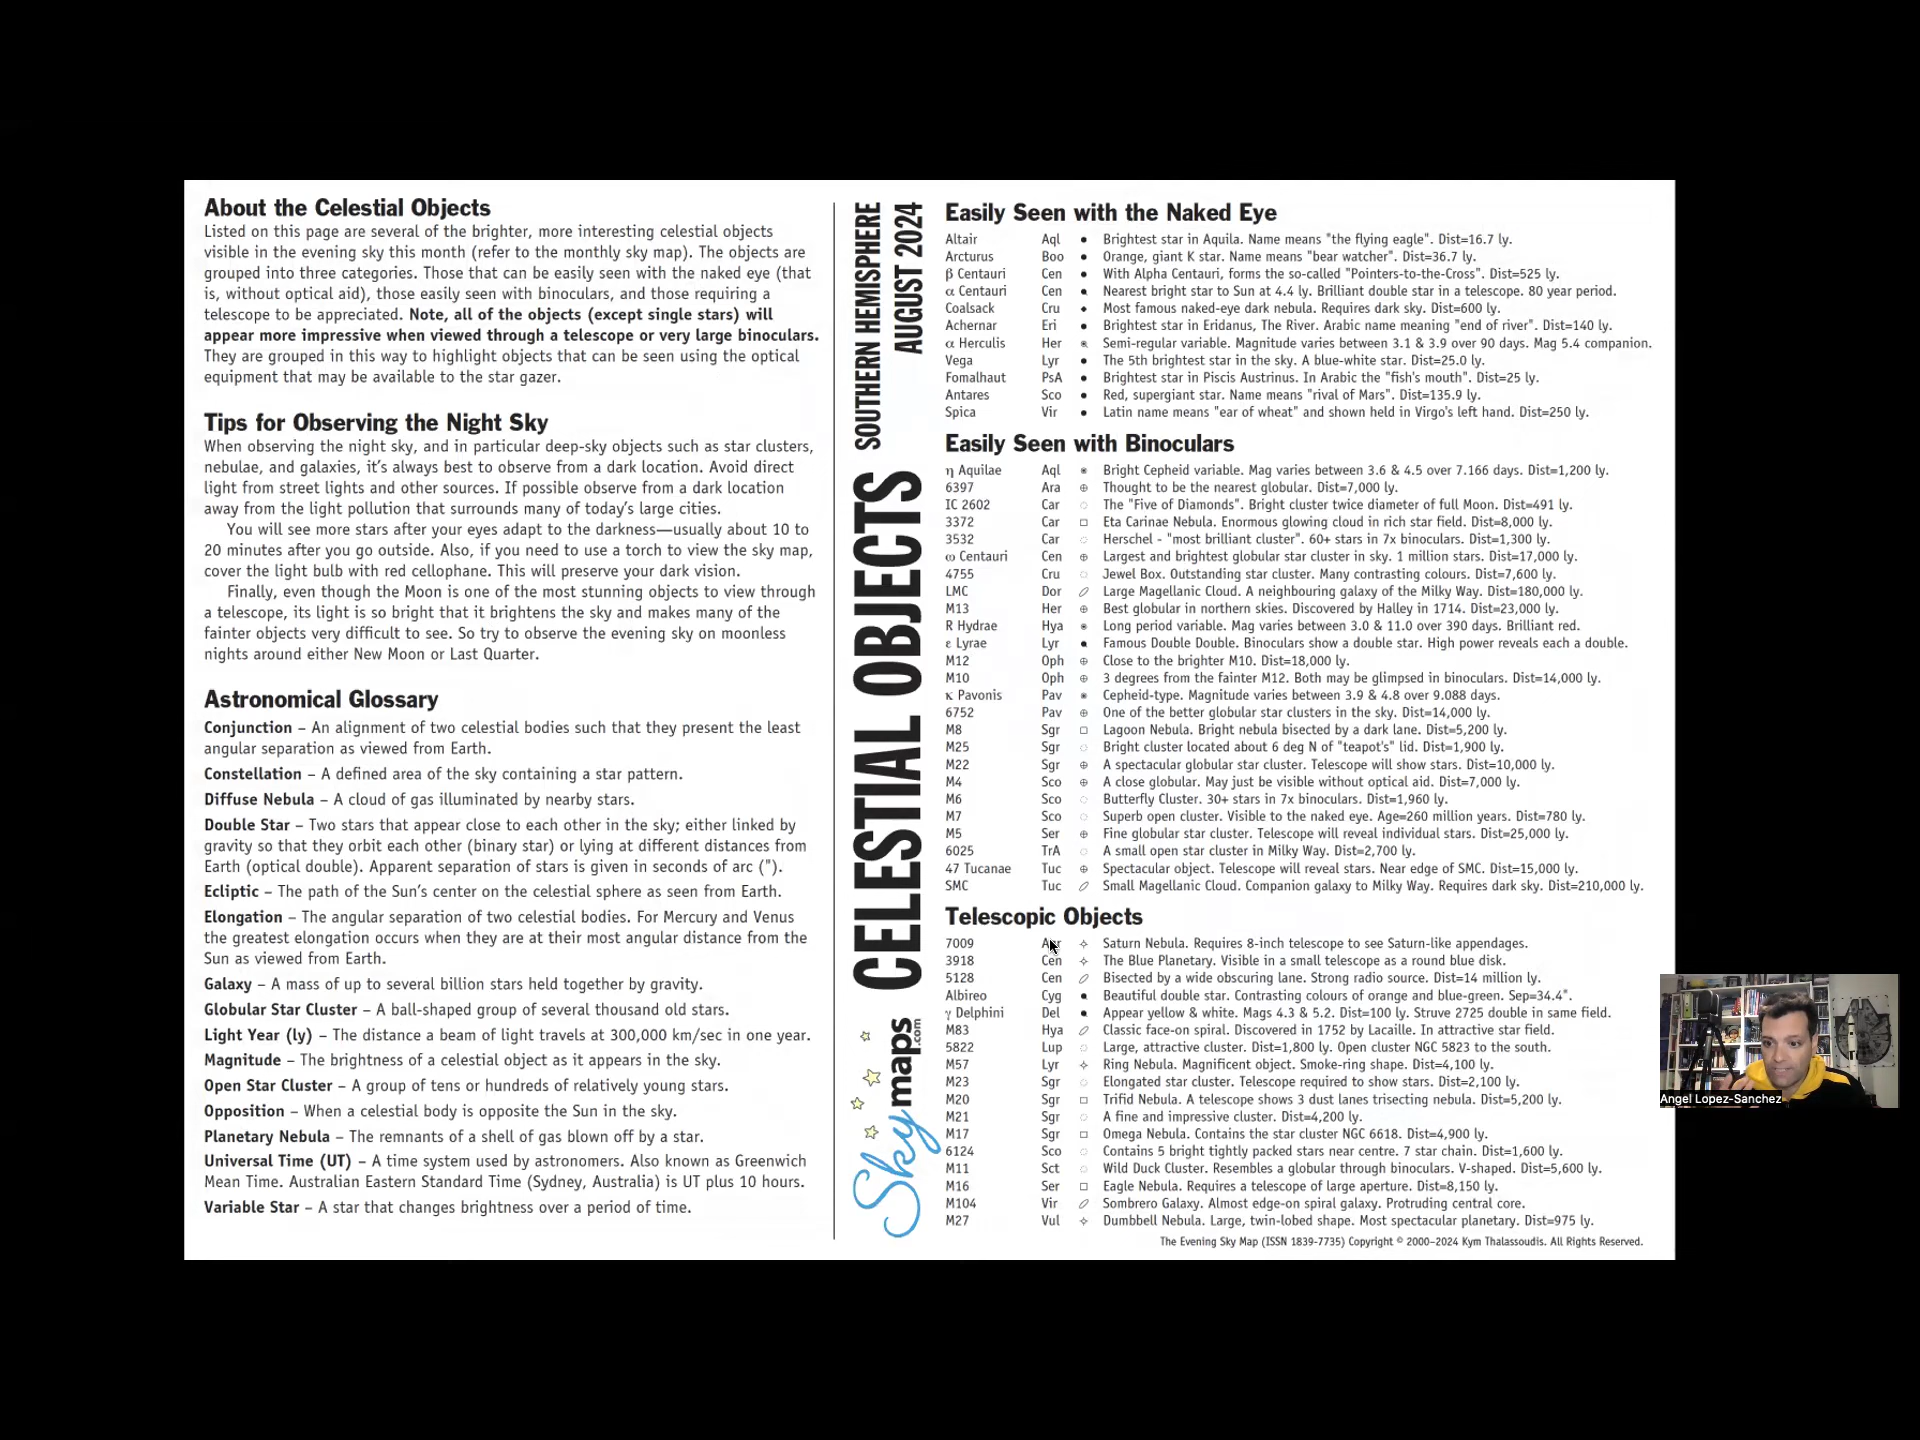 About the Celestial Objects
Listed on this page are several of the brighter, more interesting celestial objects
visible in the evening sky this month (refer to the monthly sky map). The objects are
grouped into three categories. Those that can be easily seen with the naked eye (that
is, without optical aid), those easily seen with binoculars, and those requiring a
telescope to be appreciated. Note, all of the objects (except single stars) will
appear more impressive when viewed through a telescope or very large binoculars.
They are grouped in this way to highlight objects that can be seen using the optical
equipment that may be available to the star gazer.
Tips for Observing the Night Sky
When observing the night sky, and in particular deep-sky objects such as star clusters,
nebulae, and galaxies, it's always best to observe from a dark location. Avoid direct
light from street lights and other sources. If possible observe from a dark location
away from the light pollution that surrounds many of today's large cities.
You will see more stars after your eyes adapt to the darkness—usually about 10 to
20 minutes after you go outside. Also, if you need to use a torch to view the sky map,
cover the light bulb with red cellophane. This will preserve your dark vision.
Finally, even though the Moon is one of the most stunning objects to view through
a telescope, its light is so bright that it brightens the sky and makes many of the
fainter objects very difficult to see. So try to observe the evening sky on moonless
nights around either New Moon or Last Quarter.
Astronomical Glossary
Conjunction – An alignment of two celestial bodies such that they present the least
angular separation as viewed from Earth.
Constellation – A defined area of the sky containing a star pattern.
Diffuse Nebula – A cloud of gas illuminated by nearby stars.
Double Star – Two stars that appear close to each other in the sky; either linked by
gravity so that they orbit each other (binary star) or lying at different distances from
Earth (optical double). Apparent separation of stars is given in seconds of arc (").
Ecliptic – The path of the Sun's center on the celestial sphere as seen from Earth.
Elongation – The angular separation of two celestial bodies. For Mercury and Venus
the greatest elongation occurs when they are at their most angular distance from the
Sun as viewed from Earth.
Galaxy – A mass of up to several billion stars held together by gravity.
Globular Star Cluster – A ball-shaped group of several thousand old stars.
Light Year (ly) – The distance a beam of light travels at 300,000 km/sec in one year.
Magnitude – The brightness of a celestial object as it appears in the sky.
Open Star Cluster – A group of tens or hundreds of relatively young stars.
Opposition – When a celestial body is opposite the Sun in the sky.
Planetary Nebula – The remnants of a shell of gas blown off by a star.
Universal Time (UT) – A time system used by astronomers. Also known as Greenwich
Mean Time. Australian Eastern Standard Time (Sydney, Australia) is UT plus 10 hours.
Variable Star – A star that changes brightness over a period of time.
CELESTIAL OBJECTS
SOUTHERN HEMISPHERE
AUGUST 2024
Skymaps.com
Easily Seen with the Naked Eye
Altair Aql Brightest star in Aquila. Name means "the flying eagle". Dist=16.7 ly.
Arcturus Boo Orange, giant K star. Name means "bear watcher". Dist=36.7 ly.
β Centauri Cen With Alpha Centauri, forms the so-called "Pointers-to-the-Cross". Dist=525 ly.
α Centauri Cen Nearest bright star to Sun at 4.4 ly. Brilliant double star in a telescope. 80 year period.
Coalsack Cru Most famous naked-eye dark nebula. Requires dark sky. Dist=600 ly.
Achernar Eri Brightest star in Eridanus, The River. Arabic name meaning "end of river". Dist=140 ly.
α Herculis Her Semi-regular variable. Magnitude varies between 3.1 & 3.9 over 90 days. Mag 5.4 companion.
Vega Lyr The 5th brightest star in the sky. A blue-white star. Dist=25.0 ly.
Fomalhaut PsA Brightest star in Piscis Austrinus. In Arabic the "fish's mouth". Dist=25 ly.
Antares Sco Red, supergiant star. Name means "rival of Mars". Dist=135.9 ly.
Spica Vir Latin name means "ear of wheat" and shown held in Virgo's left hand. Dist=250 ly.
Easily Seen with Binoculars
η Aquilae Aql Bright Cepheid variable. Mag varies between 3.6 & 4.5 over 7.166 days. Dist=1,200 ly.
6397 Ara Thought to be the nearest globular. Dist=7,000 ly.
IC 2602 Car The "Five of Diamonds". Bright cluster twice diameter of full Moon. Dist=491 ly.
3372 Car Eta Carinae Nebula. Enormous glowing cloud in rich star field. Dist=8,000 ly.
3532 Car Herschel - "most brilliant cluster". 60+ stars in 7x binoculars. Dist=1,300 ly.
ω Centauri Cen Largest and brightest globular star cluster in sky. 1 million stars. Dist=17,000 ly.
4755 Cru Jewel Box. Outstanding star cluster. Many contrasting colours. Dist=7,600 ly.
LMC Dor Large Magellanic Cloud. A neighbouring galaxy of the Milky Way. Dist=180,000 ly.
M13 Her Best globular in northern skies. Discovered by Halley in 1714. Dist=23,000 ly.
R Hydrae Hya Long period variable. Mag varies between 3.0 & 11.0 over 390 days. Brilliant red.
ε Lyrae Lyr Famous Double Double. Binoculars show a double star. High power reveals each a double.
M12 Oph Close to the brighter M10. Dist=18,000 ly.
M10 Oph 3 degrees from the fainter M12. Both may be glimpsed in binoculars. Dist=14,000 ly.
κ Pavonis Pav Cepheid-type. Magnitude varies between 3.9 & 4.8 over 9.088 days.
6752 Pav One of the better globular star clusters in the sky. Dist=14,000 ly.
M8 Sgr Lagoon Nebula. Bright nebula bisected by a dark lane. Dist=5,200 ly.
M25 Sgr Bright cluster located about 6 deg N of "teapot's" lid. Dist=1,900 ly.
M22 Sgr A spectacular globular star cluster. Telescope will show stars. Dist=10,000 ly.
M4 Sco A close globular. May just be visible without optical aid. Dist=7,000 ly.
M6 Sco Butterfly Cluster. 30+ stars in 7x binoculars. Dist=1,960 ly.
M7 Sco Superb open cluster. Visible to the naked eye. Age=260 million years. Dist=780 ly.
M5 Ser Fine globular star cluster. Telescope will reveal individual stars. Dist=25,000 ly.
6025 TrA A small open star cluster in Milky Way. Dist=2,700 ly.
47 Tucanae Tuc Spectacular object. Telescope will reveal stars. Near edge of SMC. Dist=15,000 ly.
SMC Tuc Small Magellanic Cloud. Companion galaxy to Milky Way. Requires dark sky. Dist=210,000 ly.
Telescopic Objects
7009 Saturn Nebula. Requires 8-inch telescope to see Saturn-like appendages.
3918 Cen The Blue Planetary. Visible in a small telescope as a round blue disk.
5128 Cen Bisected by a wide obscuring lane. Strong radio source. Dist=14 million ly.
Albireo Cyg Beautiful double star. Contrasting colours of orange and blue-green. Sep=34.4".
γ Delphini Del Appear yellow & white. Mags 4.3 & 5.2. Dist=100 ly. Struve 2725 double in same field.
M83 Hya Classic face-on spiral. Discovered in 1752 by Lacaille. In attractive star field.
5822 Lup Large, attractive cluster. Dist=1,800 ly. Open cluster NGC 5823 to the south.
M57 Lyr Ring Nebula. Magnificent object. Smoke-ring shape. Dist=4,100 ly.
M23 Sgr Elongated star cluster. Telescope required to show stars. Dist=2,100 ly.
M20 Sgr Trifid Nebula. A telescope shows 3 dust lanes trisecting nebula. Dist=5,200 ly.
M21 Sgr A fine and impressive cluster. Dist=4,200 ly.
M17 Sgr Omega Nebula. Contains the star cluster NGC 6618. Dist=4,900 ly.
6124 Sco Contains 5 bright tightly packed stars near centre. 7 star chain. Dist=1,600 ly.
M11 Sct Wild Duck Cluster. Resembles a globular through binoculars. V-shaped. Dist=5,600 ly.
M16 Ser Eagle Nebula. Requires a telescope of large aperture. Dist=8,150 ly.
M104 Vir Sombrero Galaxy. Almost edge-on spiral galaxy. Protruding central core.
M27 Vul Dumbbell Nebula. Large, twin-lobed shape. Most spectacular planetary. Dist=975 ly.
The Evening Sky Map (ISSN 1839-7735) Copyright © 2000–2024 Kym Thalassoudis. All Rights Reserved.
Angel Lopez-Sanchez